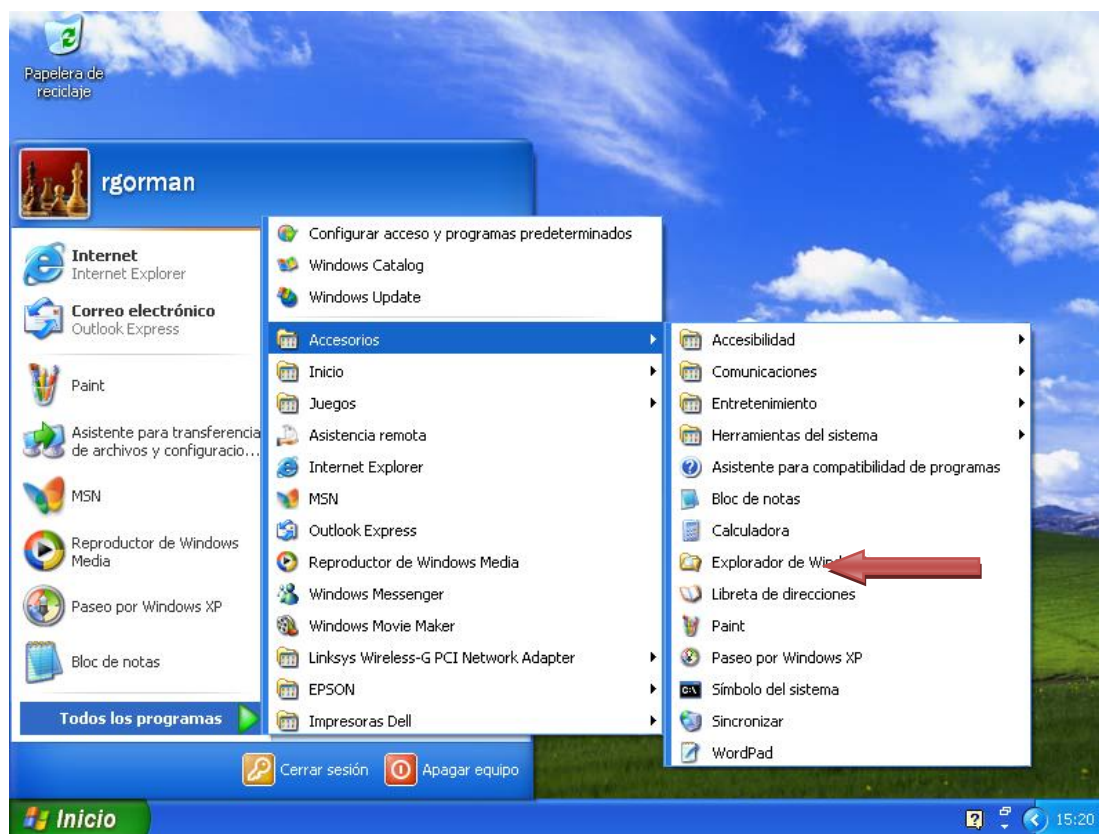 Papelera de
reciclaje
rgorman
Internet
Internet Explorer
Correo electrónico
Outlook Express
Paint
Asistente para transferencia
de archivos y configuracio...
MSN
Reproductor de Windows
Media
Paseo por Windows XP
Bloc de notas
Todos los programas
Configurar acceso y programas predeterminados
Windows Catalog
Windows Update
Accesorios
Inicio
Juegos
Asistencia remota
Internet Explorer
MSN
Outlook Express
Reproductor de Windows Media
Windows Messenger
Windows Movie Maker
Linksys Wireless-G PCI Network Adapter
EPSON
Impresoras Dell
Accesibilidad
Comunicaciones
Entretenimiento
Herramientas del sistema
Asistente para compatibilidad de programas
Bloc de notas
Calculadora
Explorador de
Libreta de direcciones
Paint
Paseo por Windows XP
C:\
Símbolo del sistema
Sincronizar
WordPad
Cerrar sesión
Apagar equipo
Inicio
15:20